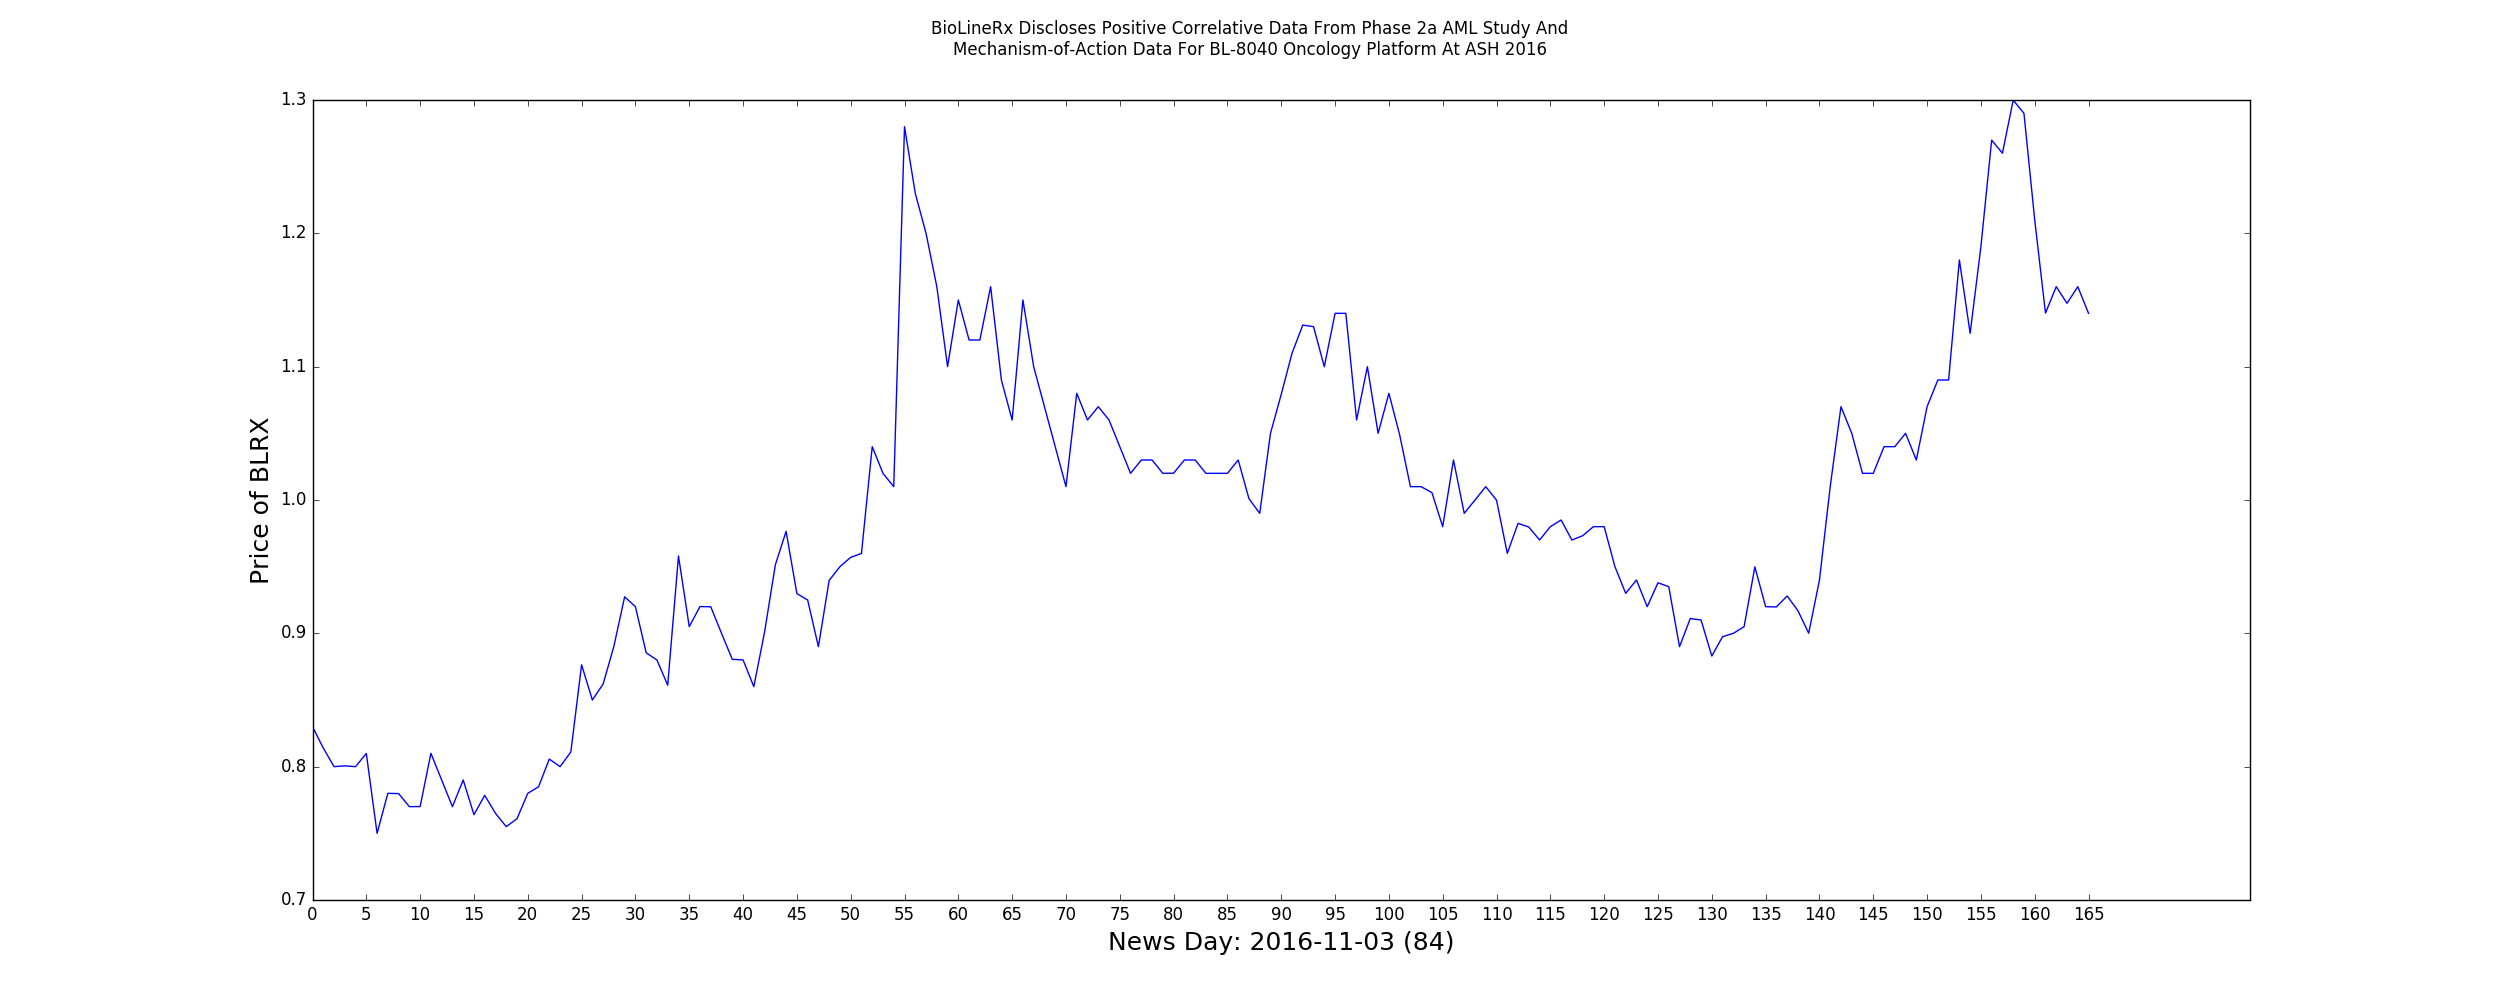 BioLineRx Discloses Positive Correlative Data From Phase 2a AML Study And
Mechanism-of-Action Data For BL-8040 Oncology Platform At ASH 2016
1.3
1.2
1.1
1.0
0.9
0.8
0.7
Price of BLRX
0 5 10 15 20 25 30 35 40 45 50 55 60 65 70 75 80 85 90 95 100 105 110 115 120 125 130 135 140 145 150 155 160 165
News Day: 2016-11-03 (84)